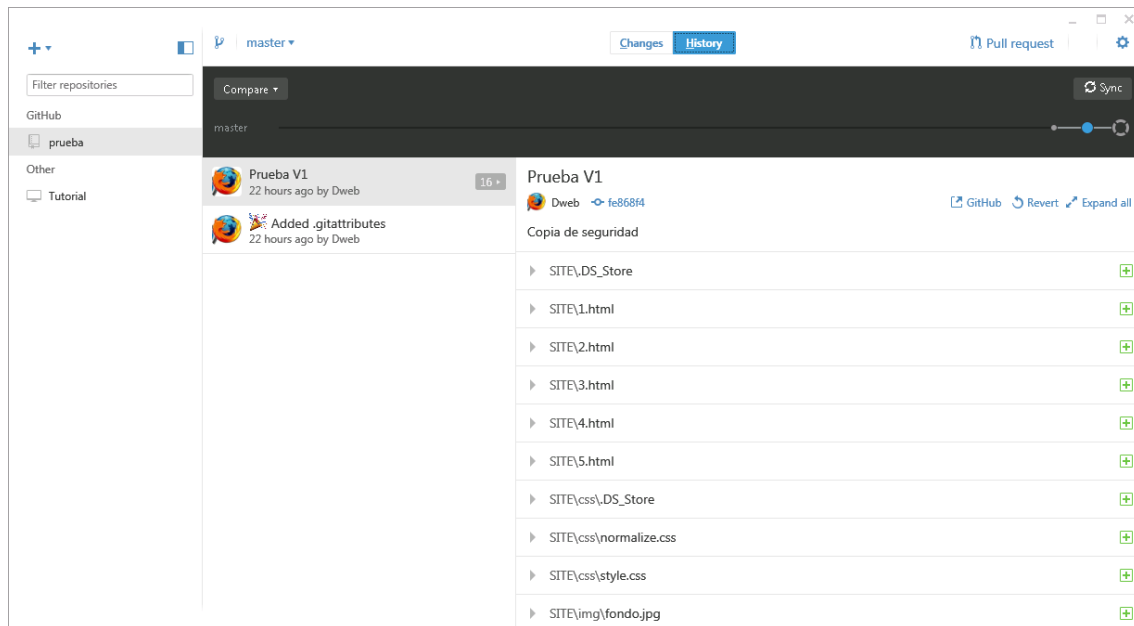 master
Changes
History
Pull request
Filter repositories
GitHub
prueba
Other
Tutorial
Compare
Sync
master
Prueba V1
22 hours ago by Dweb
16
Added .gitattributes
22 hours ago by Dweb
Prueba V1
Dweb fe868f4
GitHub Revert Expand all
Copia de seguridad
SITE\.DS_Store
SITE\1.html
SITE\2.html
SITE\3.html
SITE\4.html
SITE\5.html
SITE\css\.DS_Store
SITE\css\normalize.css
SITE\css\style.css
SITE\img\fondo.jpg